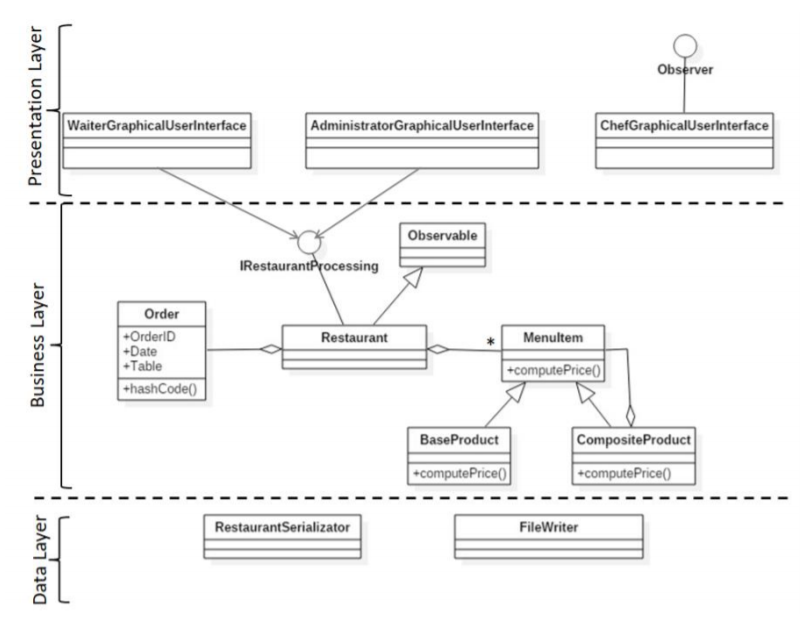 Presentation Layer
Observer
WaiterGraphicalUserInterface
AdministratorGraphicalUserInterface
ChefGraphicalUserInterface
Business Layer
Observable
IRestaurantProcessing
Order
+OrderID
+Date
+Table
+hashCode()
Restaurant
*
MenuItem
+computePrice()
BaseProduct
+computePrice()
CompositeProduct
+computePrice()
Data Layer
RestaurantSerializator
FileWriter